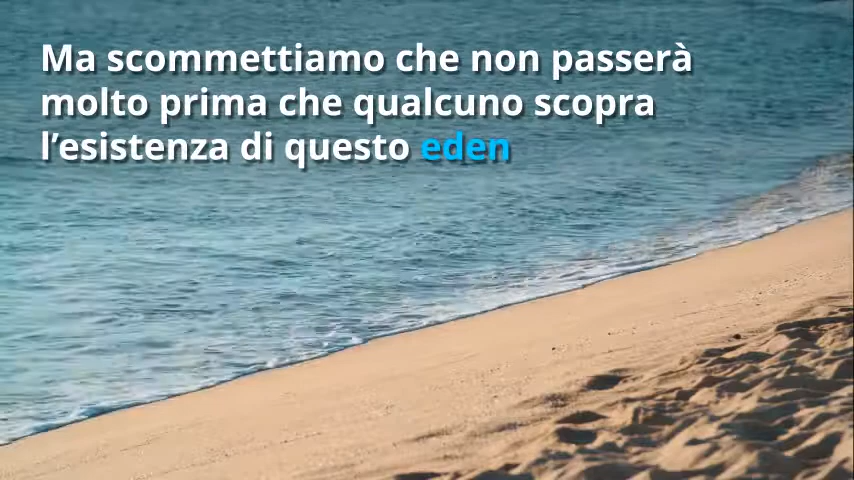 Ma scommettiamo che non passerà
molto prima che qualcuno scopra
l’esistenza di questo eden